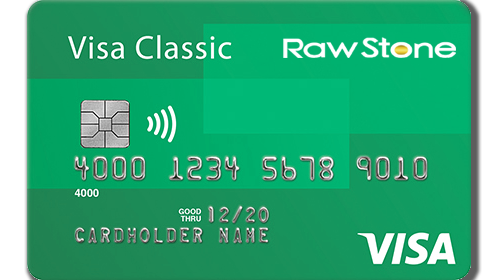 Visa Classic RawStone
4000 1234 5678 9010
4000
GOOD THRU 12/20
CARDHOLDER NAME
VISA